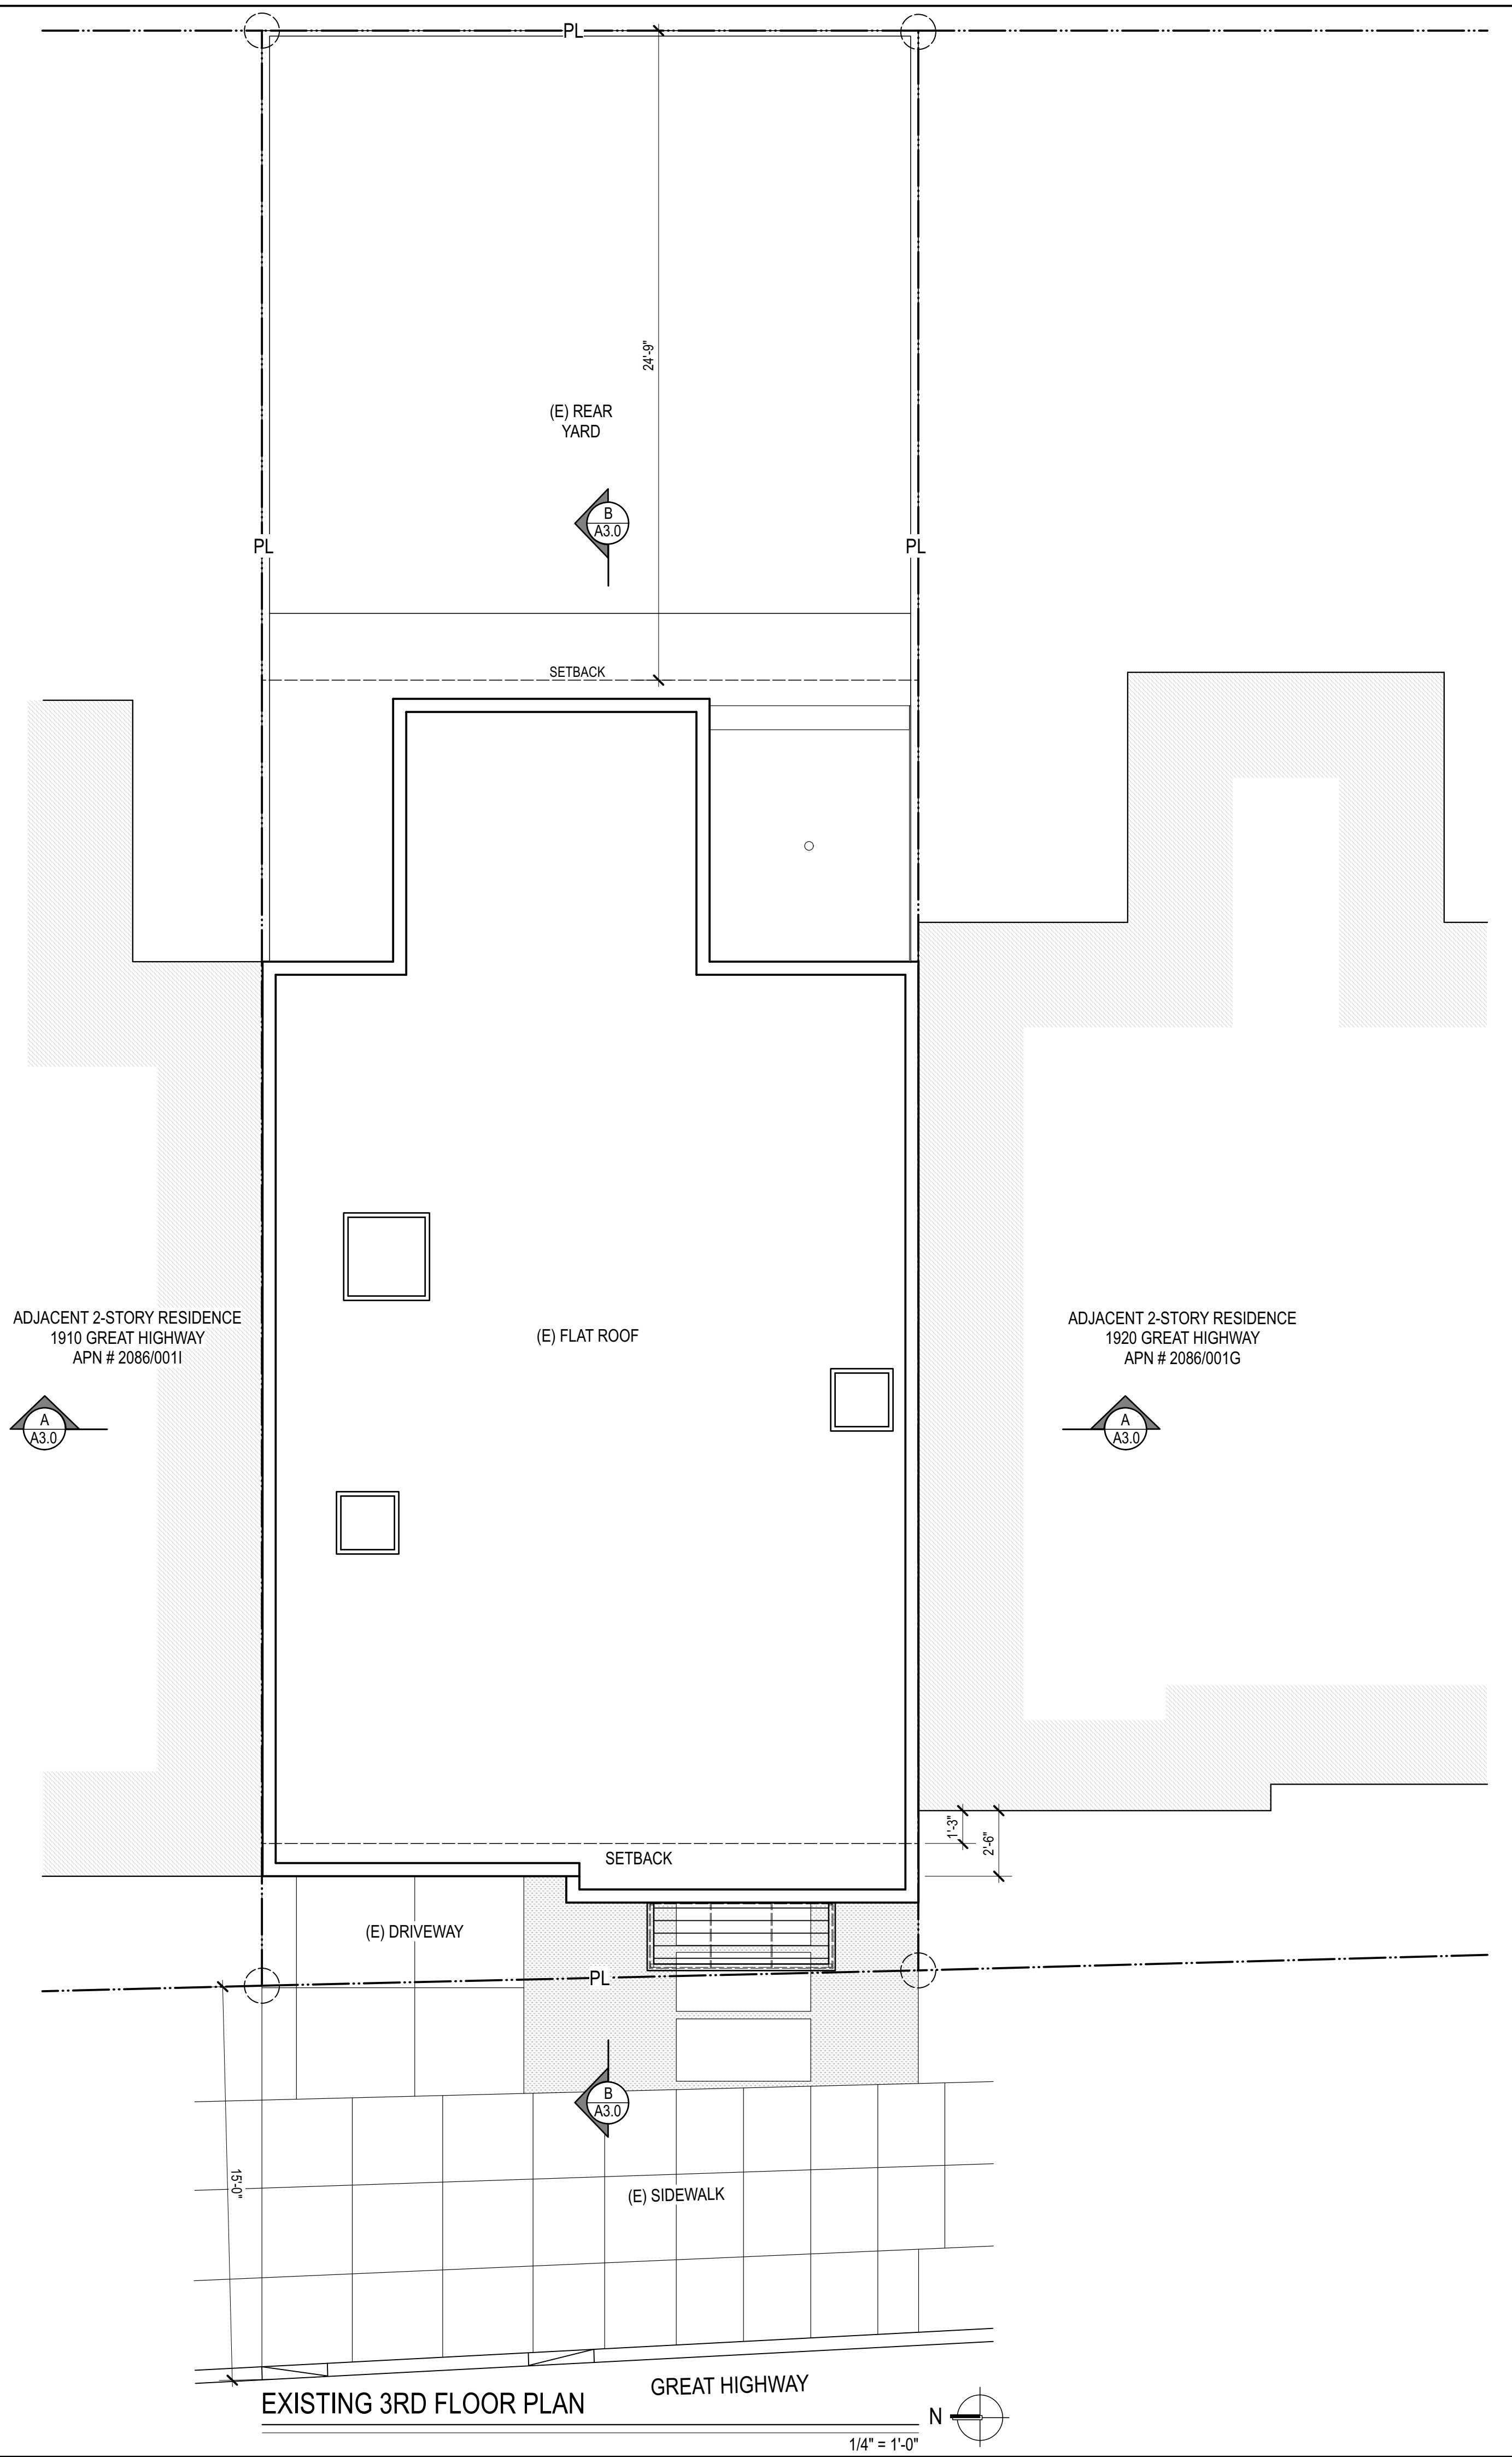 PL
24'-9"
(E) REAR
YARD
B
A3.0
PL
PL
SETBACK
ADJACENT 2-STORY RESIDENCE
1910 GREAT HIGHWAY
APN # 2086/001I
(E) FLAT ROOF
ADJACENT 2-STORY RESIDENCE
1920 GREAT HIGHWAY
APN # 2086/001G
A
A3.0
A
A3.0
1'-3"
2'-6"
SETBACK
(E) DRIVEWAY
PL
B
A3.0
15'-0"
(E) SIDEWALK
GREAT HIGHWAY
EXISTING 3RD FLOOR PLAN
N
1/4" = 1'-0"